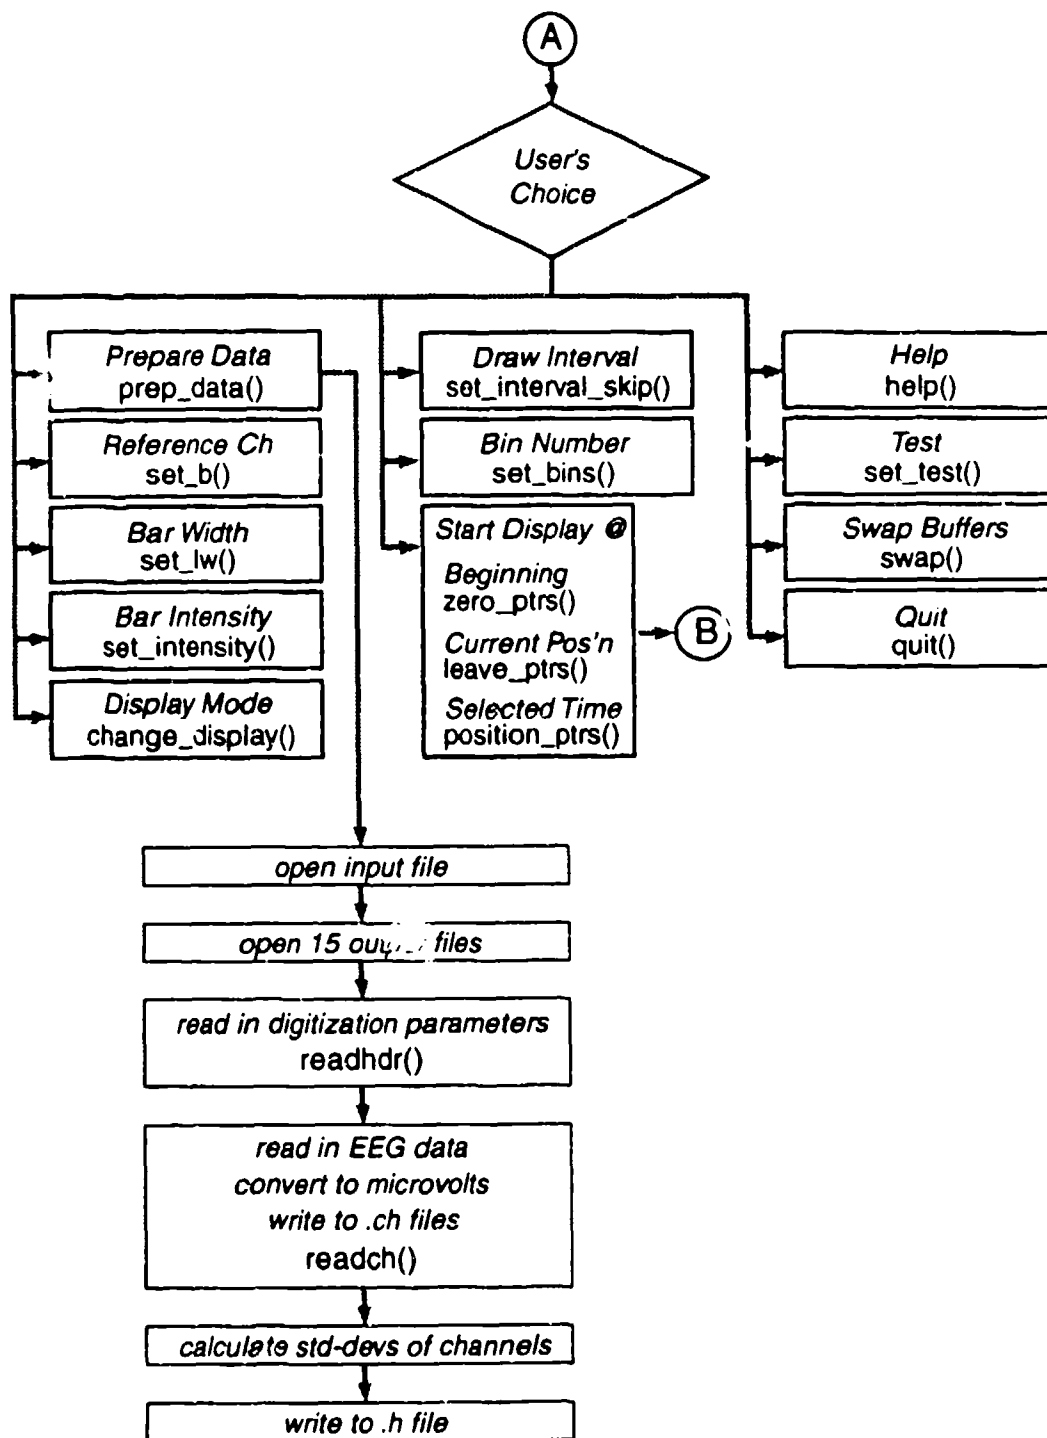 A
User's
Choice
Prepare Data
prep_data()
Reference Ch
set_b()
Bar Width
set_lw()
Bar Intensity
set_intensity()
Display Mode
change_display()
Draw Interval
set_interval_skip()
Bin Number
set_bins()
Start Display @
Beginning
zero_ptrs()
Current Pos'n
leave_ptrs()
Selected Time
position_ptrs()
B
Help
help()
Test
set_test()
Swap Buffers
swap()
Quit
quit()
open input file
open 15 files
read in digitization parameters
readhdr()
read in EEG data
convert to microvolts
write to .ch files
readch()
calculate std-devs of channels
write to .h file